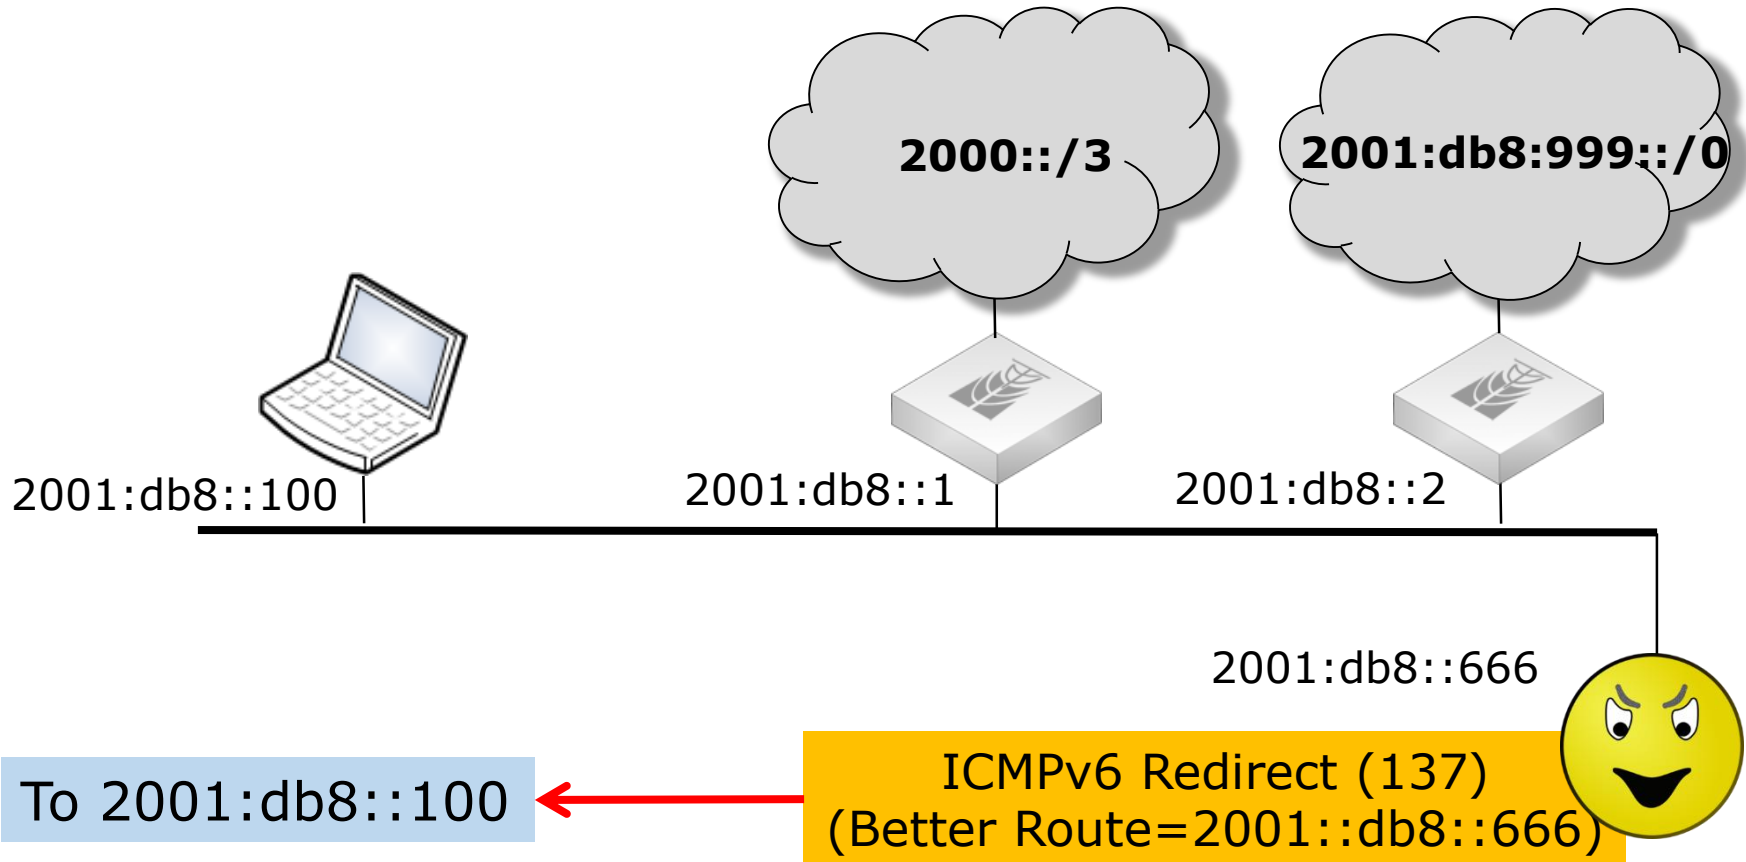 2000::/3
2001:db8:999::/0
2001:db8::100
2001:db8::1
2001:db8::2
2001:db8::666
To 2001:db8::100
ICMPv6 Redirect (137)
(Better Route=2001::db8::666)